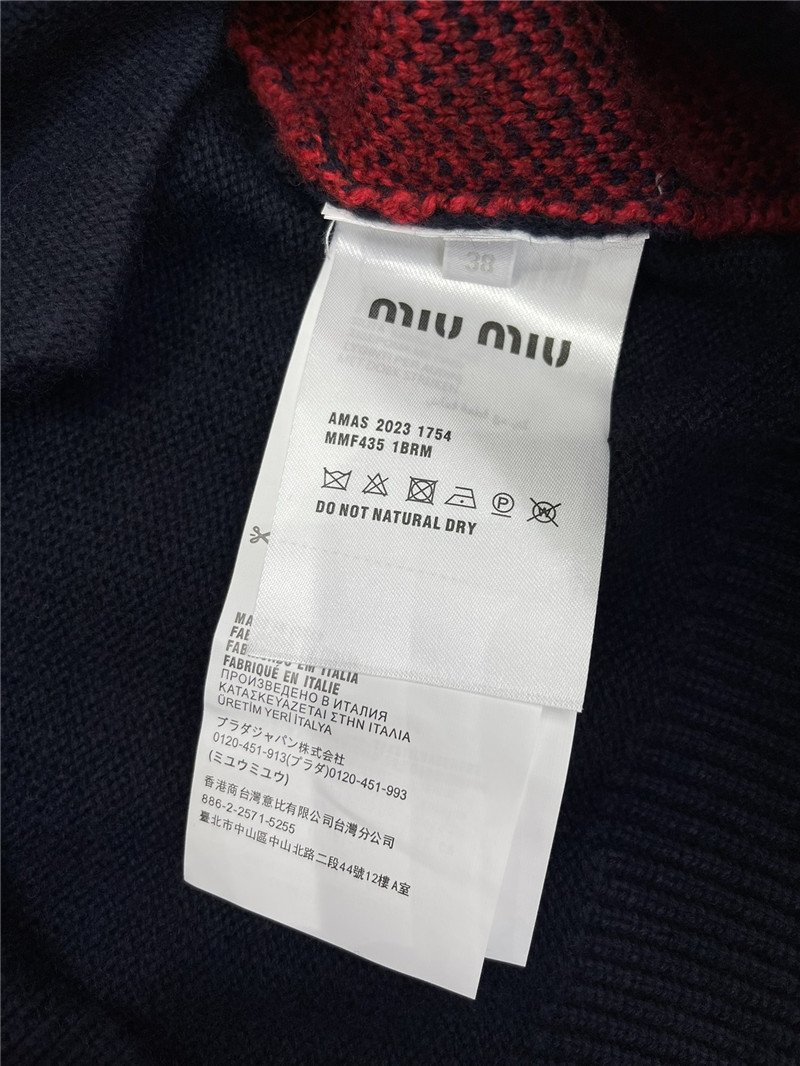 38
miu miu
AMAS 2023 1754
MMF435 1BRM
P
W
DO NOT NATURAL DRY
EM ITALIA
FABRIQUÉ EN ITALIE
ПРОИЗВЕДЕНО В ИТАЛИЯ
ΚΑΤΑΣΚΕΥΑΖΕΤΑΙ ΣΤΗΝ ΙΤΑΛΙΑ
ÜRETİM YERİ İTALYA
プラダジャパン株式会社
0120-451-913(プラダ)0120-451-993
(ミユウミユウ)
香港商台灣意比有限公司台灣分公司
886-2-2571-5255
臺北市中山區中山北路二段44號12樓A室